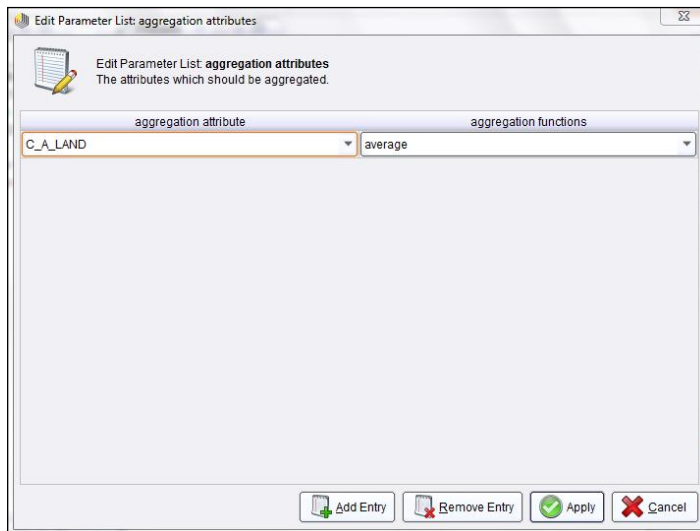 Edit Parameter List: aggregation attributes
Edit Parameter List: aggregation attributes
The attributes which should be aggregated.
aggregation attribute aggregation functions
C_A_LAND average
Add Entry Remove Entry Apply Cancel